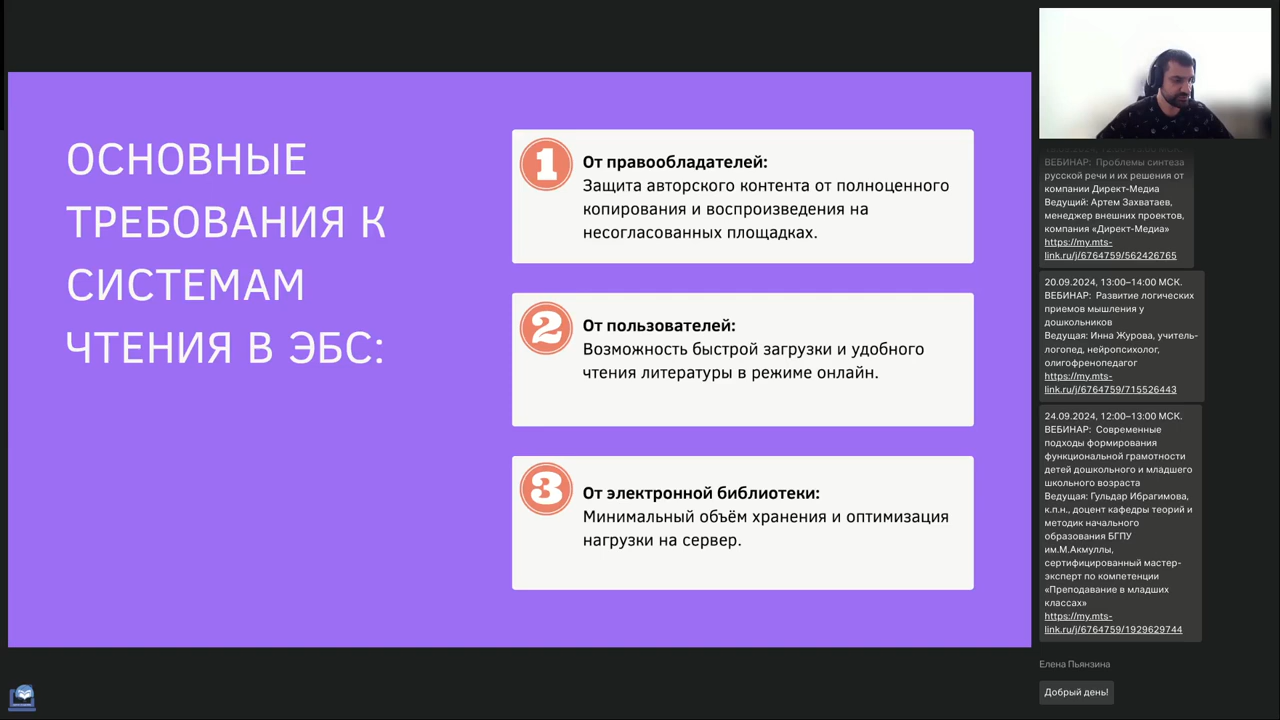 ОСНОВНЫЕ
ТРЕБОВАНИЯ К
СИСТЕМАМ
ЧТЕНИЯ В ЭБС:
1
От правообладателей:
Защита авторского контента от полноценного
копирования и воспроизведения на
несогласованных площадках.
2
От пользователей:
Возможность быстрой загрузки и удобного
чтения литературы в режиме онлайн.
3
От электронной библиотеки:
Минимальный объём хранения и оптимизация
нагрузки на сервер.
ВЕБИНАР: Проблемы синтеза
русской речи и их решения от
компании Директ-Медиа
Ведущий: Артем Захватаев,
менеджер внешних проектов,
компания «Директ-Медиа»
https://my.mts-
link.ru/j/6764759/562426765
20.09.2024, 13:00–14:00 МСК.
ВЕБИНАР: Развитие логических
приемов мышления у
дошкольников
Ведущая: Инна Журова, учитель-
логопед, нейропсихолог,
олигофренопедагог
https://my.mts-
link.ru/j/6764759/715526443
24.09.2024, 12:00–13:00 МСК.
ВЕБИНАР: Современные
подходы формирования
функциональной грамотности
детей дошкольного и младшего
школьного возраста
Ведущая: Гульдар Ибрагимова,
к.п.н., доцент кафедры теорий и
методик начального
образования БГПУ
им.М.Акмуллы,
сертифицированный мастер-
эксперт по компетенции
«Преподавание в младших
классах»
https://my.mts-
link.ru/j/6764759/1929629744
Елена Пьянзина
Добрый день!